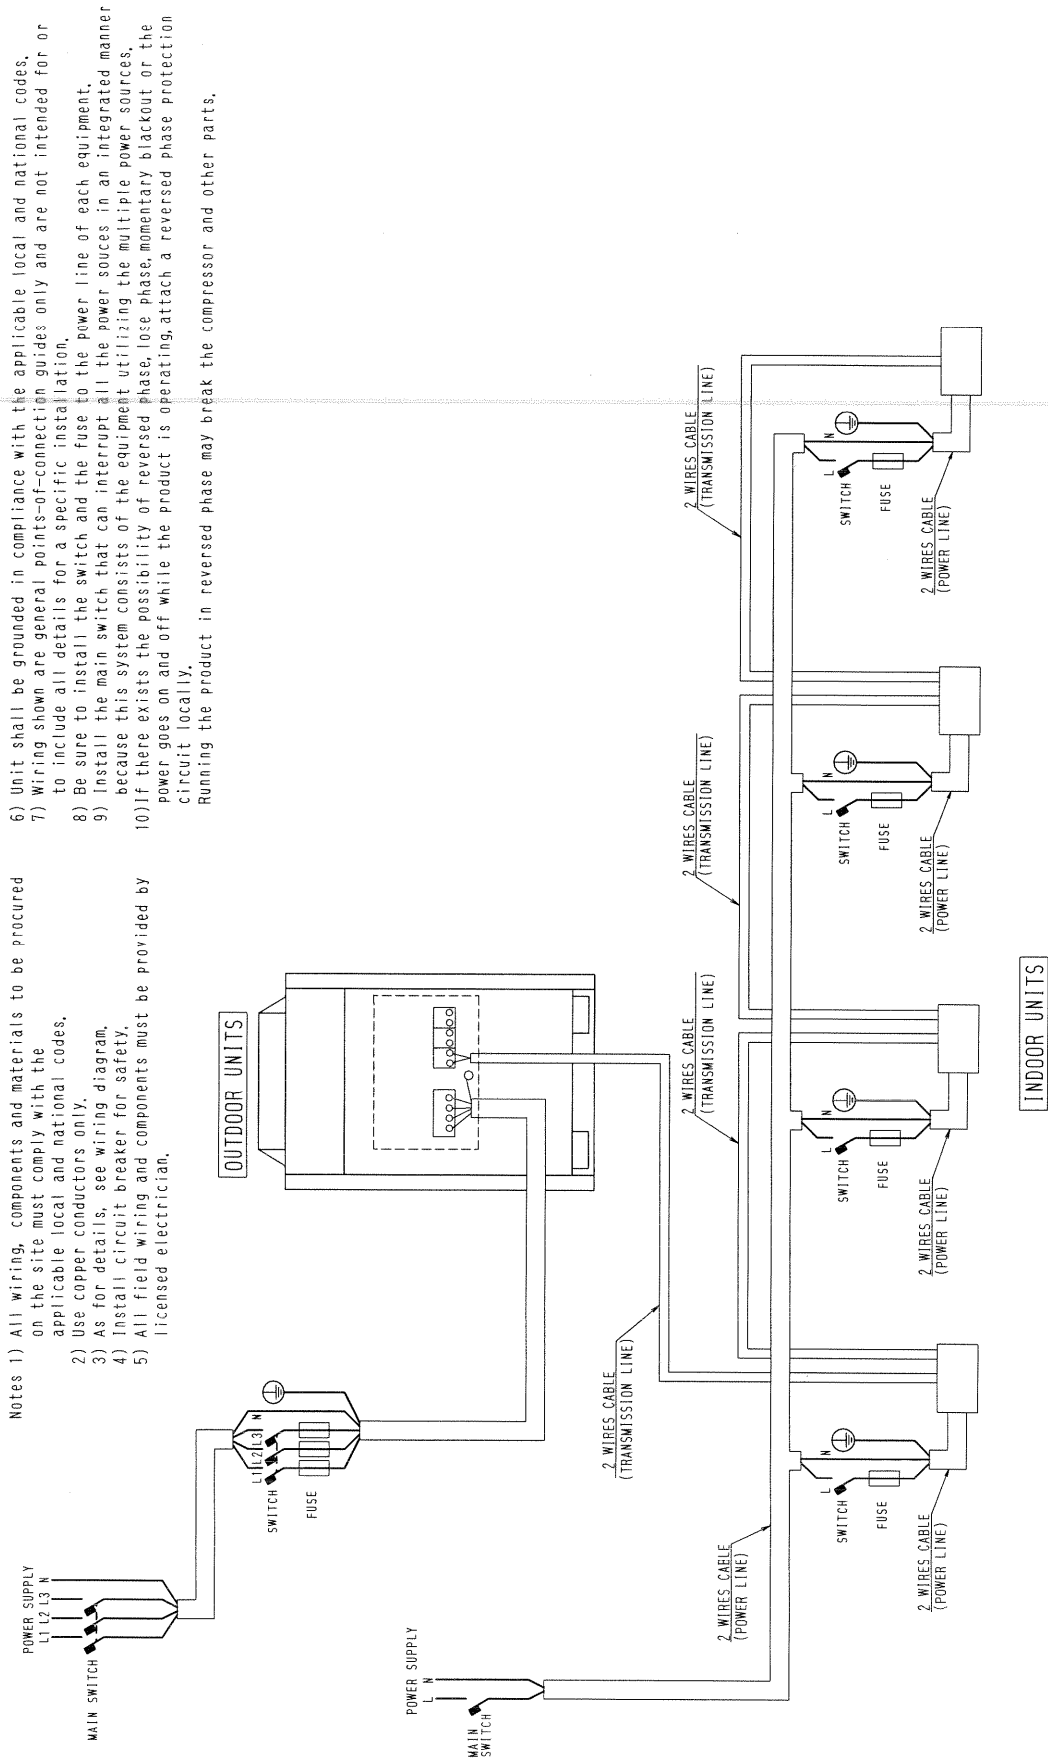 Notes 1) All wiring, components and materials to be procured
on the site must comply with the
applicable local and national codes.
2) Use copper conductors only.
3) As for details, see wiring diagram.
4) Install circuit breaker for safety.
5) All field wiring and components must be provided by
licensed electrician.
6) Unit shall be grounded in compliance with the applicable local and national codes.
7) Wiring shown are general points-of-connection guides only and are not intended for or
to include all details for a specific installation.
8) Be sure to install the switch and the fuse to the power line of each equipment.
9) Install the main switch that can interrupt all the power souces in an integrated manner
because this system consists of the equipment utilizing the multiple power sources.
10)If there exists the possibility of reversed phase,lose phase,momentary blackout or the
power goes on and off while the product is operating,attach a reversed phase protection
circuit locally.
Running the product in reversed phase may break the compressor and other parts.
POWER SUPPLY
L1 L2 L3 N
MAIN SWITCH
OUTDOOR UNITS
L1 L2 L3 N
SWITCH
FUSE
POWER SUPPLY
L N
MAIN
SWITCH
2 WIRES CABLE
(TRANSMISSION LINE)
2 WIRES CABLE
(TRANSMISSION LINE)
2 WIRES CABLE
(TRANSMISSION LINE)
2 WIRES CABLE
(TRANSMISSION LINE)
2 WIRES CABLE
(POWER LINE)
L N
SWITCH
FUSE
2 WIRES CABLE
(POWER LINE)
L N
SWITCH
FUSE
2 WIRES CABLE
(POWER LINE)
L N
SWITCH
FUSE
2 WIRES CABLE
(POWER LINE)
L N
SWITCH
FUSE
2 WIRES CABLE
(POWER LINE)
INDOOR UNITS